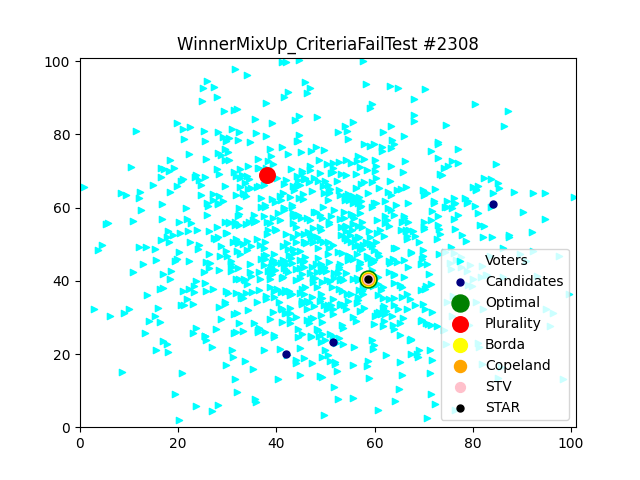 WinnerMixUp_CriteriaFailTest #2308
100
80
60
40
20
0
0
20
40
60
80
100
Voters
Candidates
Optimal
Plurality
Borda
Copeland
STV
STAR